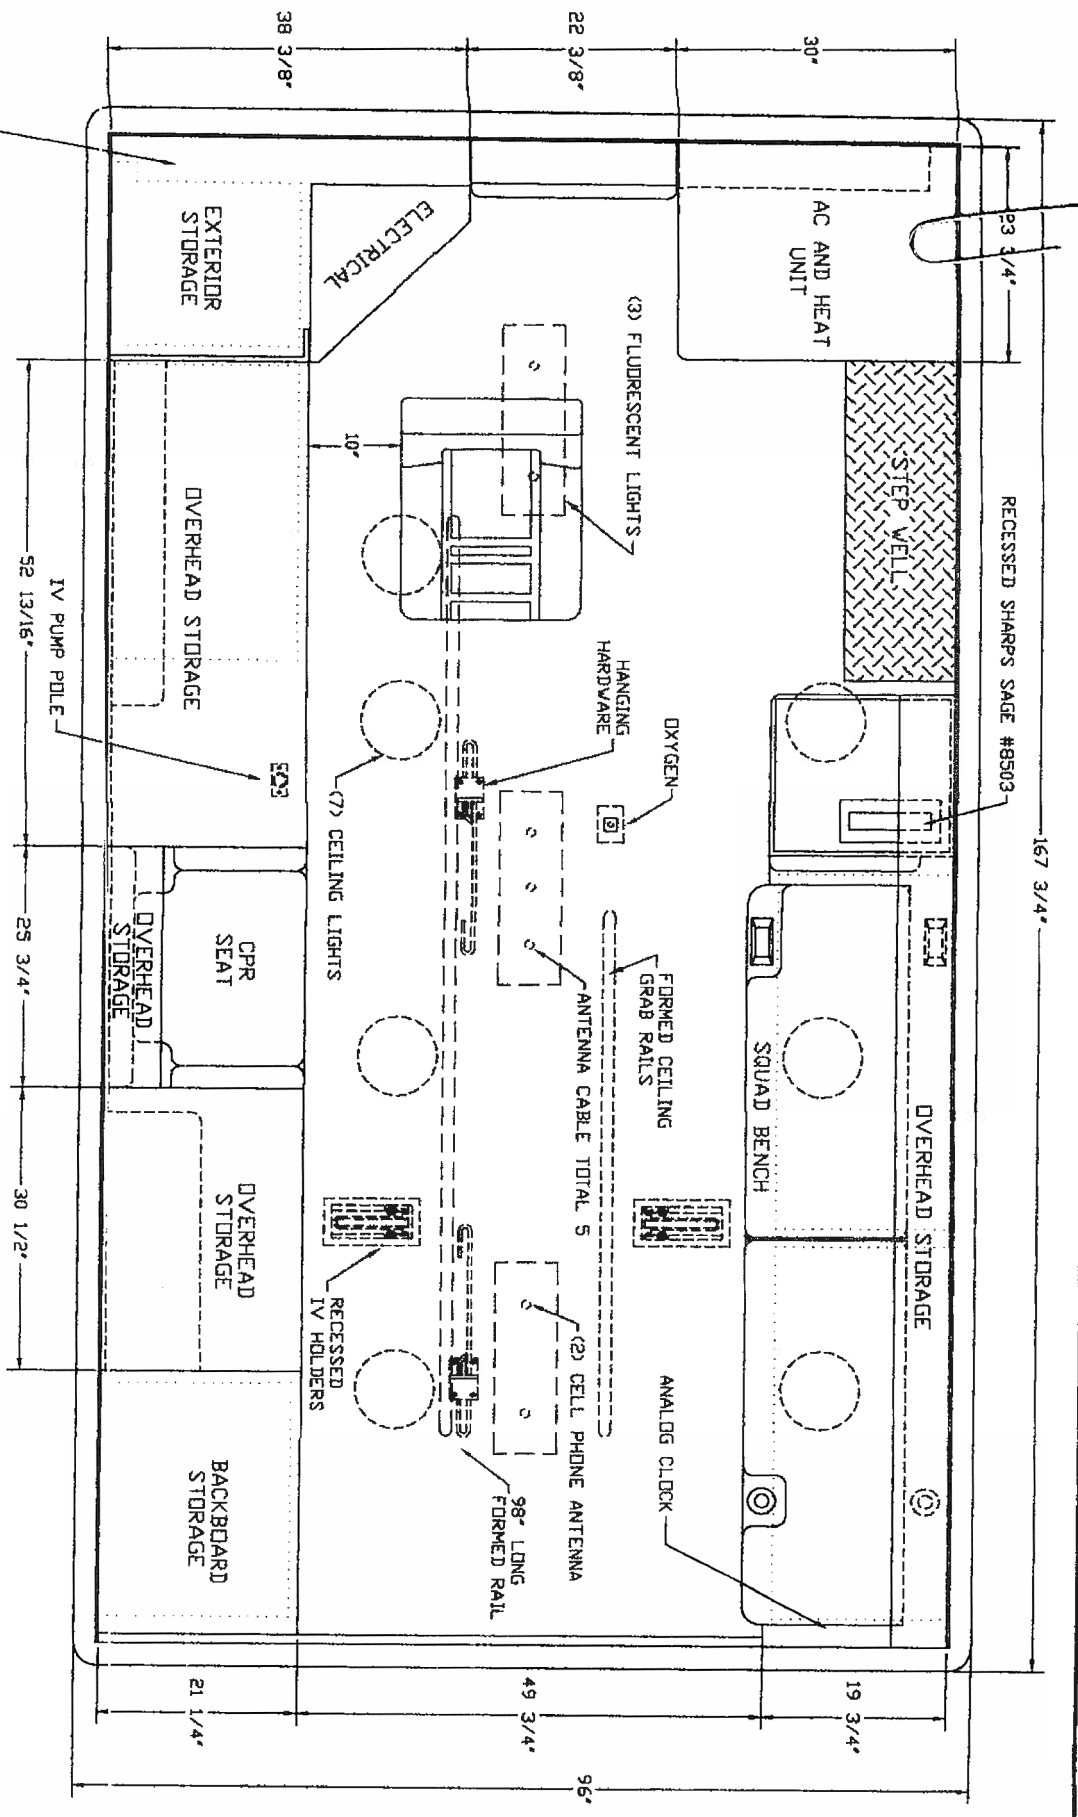 38 3/8"
22 3/8"
30"
23 3/4"
167 3/4"
EXTERIOR
STORAGE
ELECTRICAL
AC AND HEAT
UNIT
(3) FLUORESCENT LIGHTS
STEP WELL
RECESSED SHARPS SAGE #8503
10"
OVERHEAD STORAGE
52 13/16"
IV PUMP POLE
HANGING
HARDWARE
OXYGEN
(7) CEILING LIGHTS
CPR
SEAT
OVERHEAD
STORAGE
25 3/4"
ANTENNA CABLE TOTAL 5
FORMED CEILING
GRAB RAILS
SQUAD BENCH
OVERHEAD STORAGE
OVERHEAD
STORAGE
30 1/2"
RECESSED
IV HOLDERS
(2) CELL PHONE ANTENNA
ANALOG CLOCK
98" LONG
FORMED RAIL
BACKBOARD
STORAGE
21 1/4"
49 3/4"
19 3/4"
96"